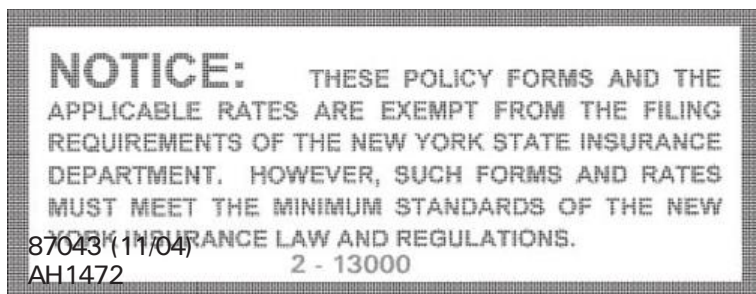 NOTICE: THESE POLICY FORMS AND THE
APPLICABLE RATES ARE EXEMPT FROM THE FILING
REQUIREMENTS OF THE NEW YORK STATE INSURANCE
DEPARTMENT. HOWEVER, SUCH FORMS AND RATES
MUST MEET THE MINIMUM STANDARDS OF THE NEW
YORK INSURANCE LAW AND REGULATIONS.
87043 (11/04)
2 - 13000
AH1472